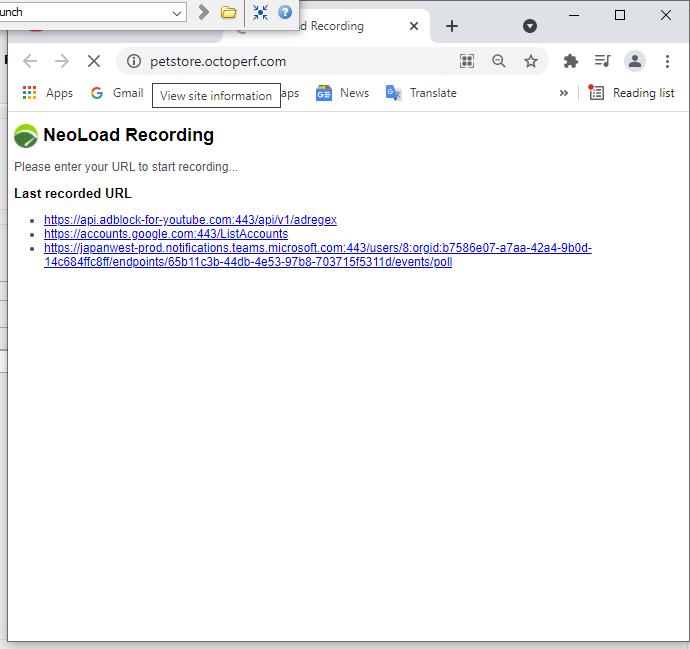 unch
d Recording
petstore.octoperf.com
Apps
Gmail
aps
News
Translate
»
Reading list
View site information
NeoLoad Recording
Please enter your URL to start recording...
Last recorded URL
https://api.adblock-for-youtube.com:443/api/v1/adregex
https://accounts.google.com:443/ListAccounts
https://japanwest-prod.notifications.teams.microsoft.com:443/users/8:orgid:b7586e07-a7aa-42a4-9b0d-
14c684ffc8ff/endpoints/65b11c3b-44db-4e53-97b8-703715f5311d/events/poll